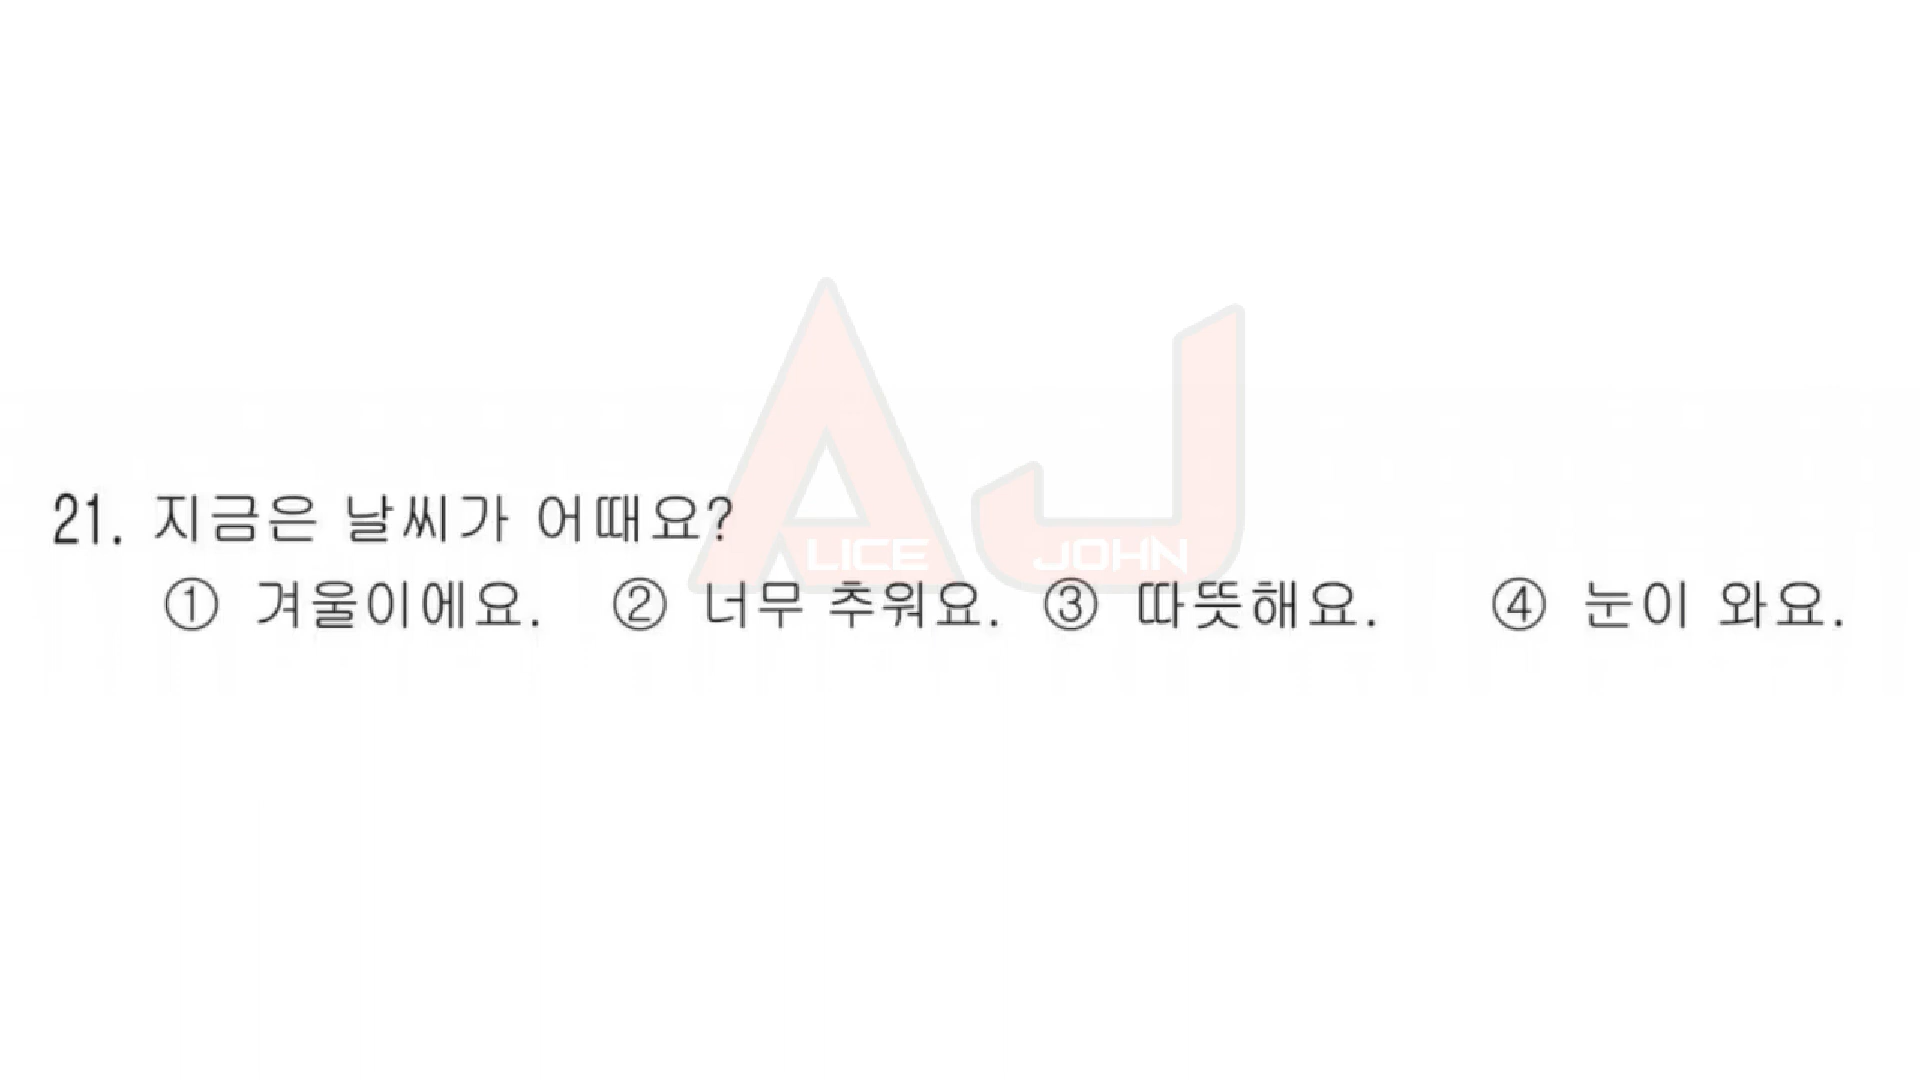 21. 지금은 날씨가 어때요?
① 겨울이에요. ② 너무 추워요. ③ 따뜻해요. ④ 눈이 와요.
AJ
LICE JOHN